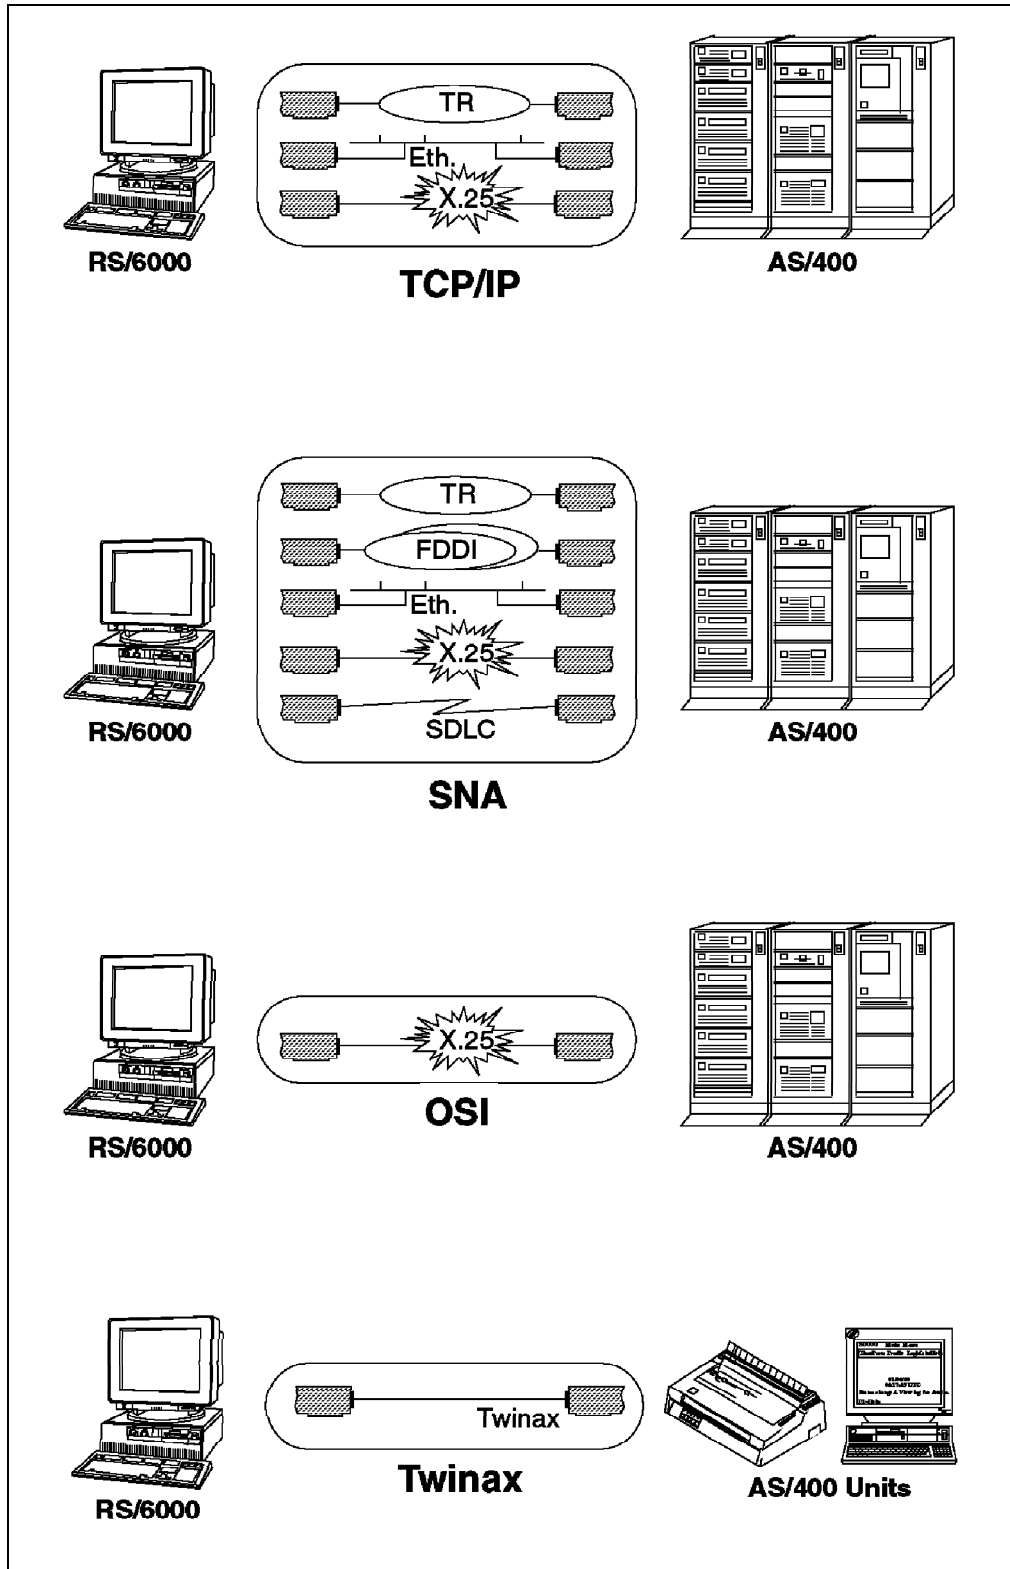 TR
Eth.
X.25
RS/6000
AS/400
TCP/IP
TR
FDDI
Eth.
X.25
SDLC
RS/6000
AS/400
SNA
X.25
OSI
RS/6000
AS/400
Twinax
Twinax
AS/400 Units
RS/6000